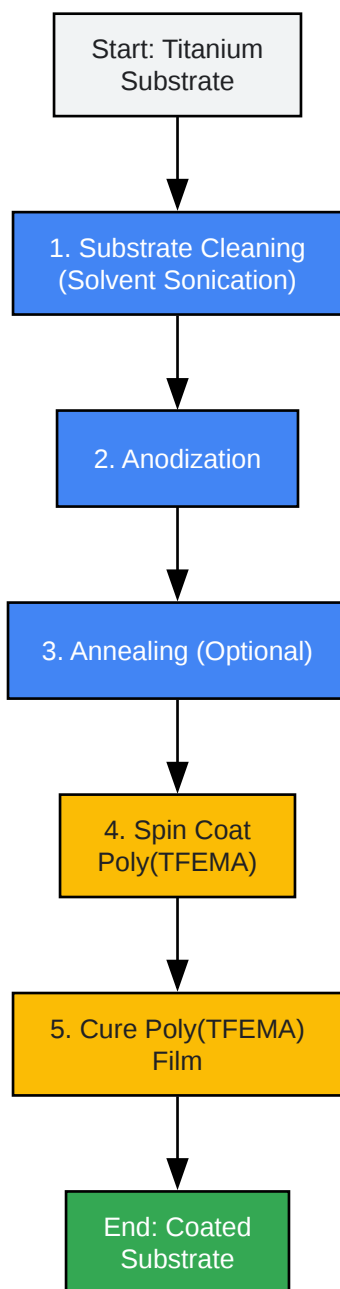 Start: Titanium
Substrate
1. Substrate Cleaning
(Solvent Sonication)
2. Anodization
3. Annealing (Optional)
4. Spin Coat
Poly(TFEMA)
5. Cure Poly(TFEMA)
Film
End: Coated
Substrate